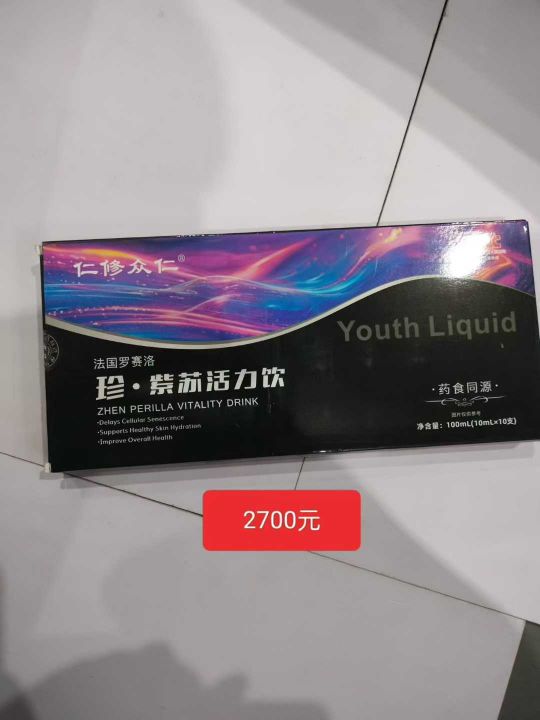 仁修众仁®
Youth Liquid
法国罗赛洛
珍·紫苏活力饮
ZHEN PERILLA VITALITY DRINK
·Delays Cellular Senescence
·Supports Healthy Skin Hydration
·Improve Overall Health
·药食同源·
图片仅供参考
净含量：100mL(10mL×10支)
2700元